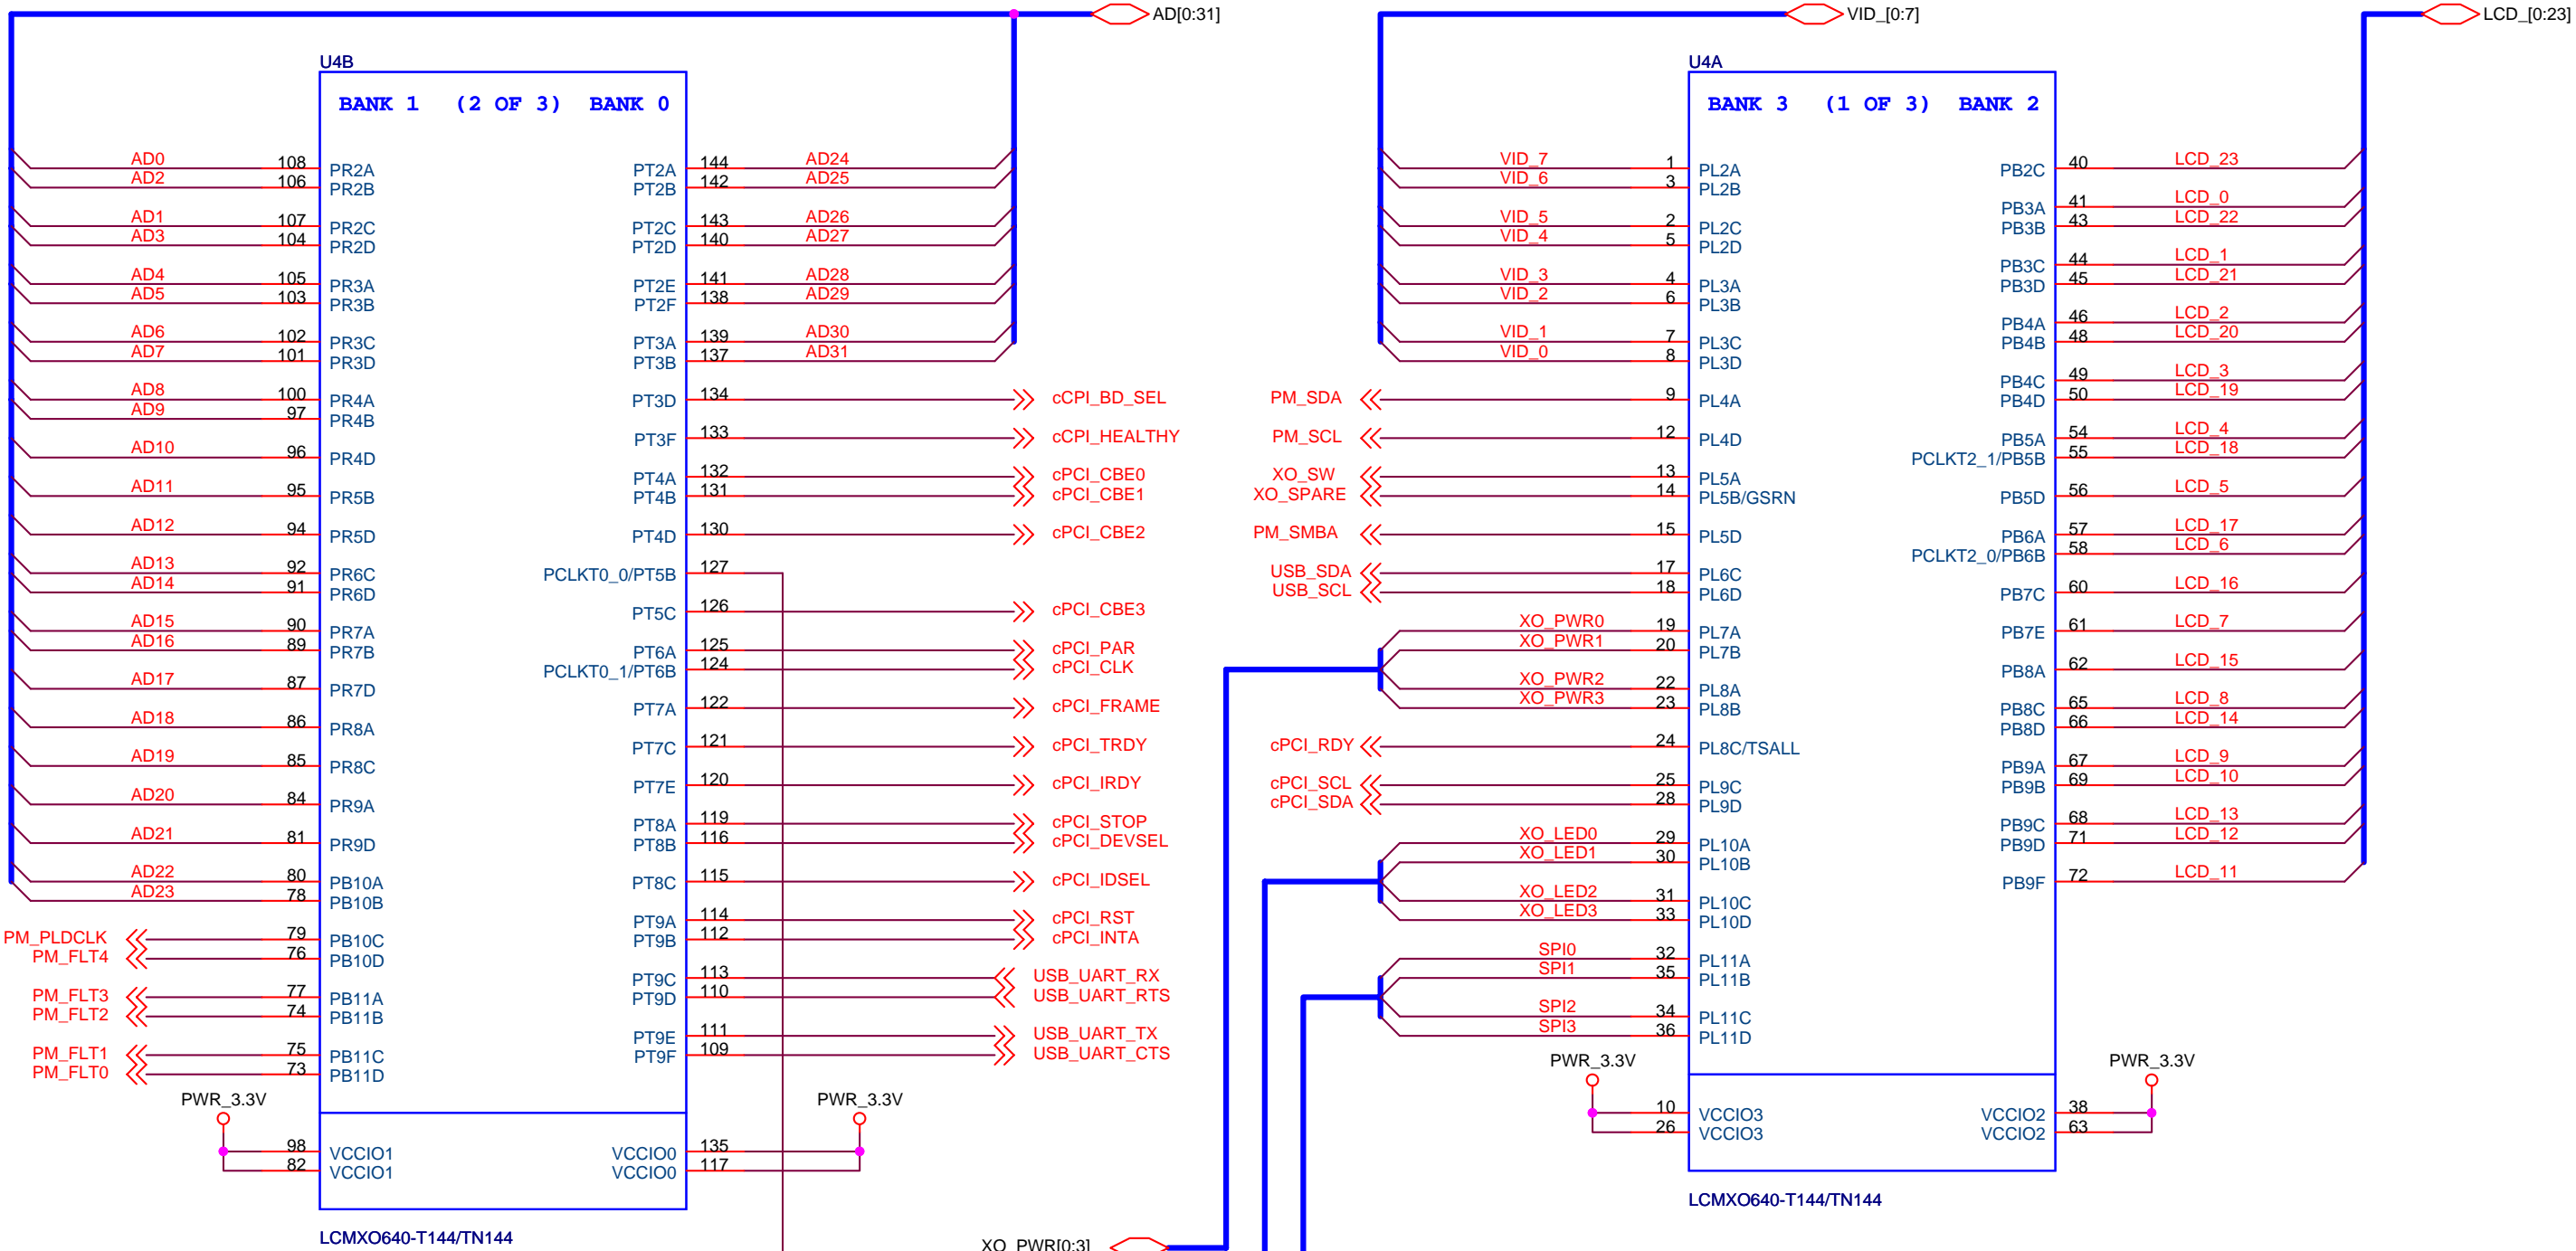 AD[0:31]
VID_[0:7]
LCD_[0:23]
U4B
BANK 1 (2 OF 3) BANK 0
AD0 108 PR2A PT2A 144 AD24
AD2 106 PR2B PT2B 142 AD25
AD1 107 PR2C PT2C 143 AD26
AD3 104 PR2D PT2D 140 AD27
AD4 105 PR3A PT2E 141 AD28
AD5 103 PR3B PT2F 138 AD29
AD6 102 PR3C PT3A 139 AD30
AD7 101 PR3D PT3B 137 AD31
AD8 100 PR4A PT3D 134 cCPI_BD_SEL
AD9 97 PR4B
PT3F 133 cCPI_HEALTHY
AD10 96 PR4D
PT4A 132 cPCI_CBE0
AD11 95 PR5B PT4B 131 cPCI_CBE1
AD12 94 PR5D PT4D 130 cPCI_CBE2
AD13 92 PR6C PCLKT0_0/PT5B 127
AD14 91 PR6D
PT5C 126 cPCI_CBE3
AD15 90 PR7A
AD16 89 PR7B PT6A 125 cPCI_PAR
PCLKT0_1/PT6B 124 cPCI_CLK
AD17 87 PR7D
PT7A 122 cPCI_FRAME
AD18 86 PR8A
PT7C 121 cPCI_TRDY
AD19 85 PR8C
PT7E 120 cPCI_IRDY
AD20 84 PR9A
PT8A 119 cPCI_STOP
AD21 81 PR9D PT8B 116 cPCI_DEVSEL
AD22 80 PB10A PT8C 115 cPCI_IDSEL
AD23 78 PB10B
PT9A 114 cPCI_RST
PM_PLDCLK 79 PB10C PT9B 112 cPCI_INTA
PM_FLT4 76 PB10D
PT9C 113 USB_UART_RX
PM_FLT3 77 PB11A PT9D 110 USB_UART_RTS
PM_FLT2 74 PB11B
PT9E 111 USB_UART_TX
PM_FLT1 75 PB11C PT9F 109 USB_UART_CTS
PM_FLT0 73 PB11D
PWR_3.3V PWR_3.3V
98 VCCIO1 VCCIO0 135
82 VCCIO1 VCCIO0 117
LCMXO640-T144/TN144
U4A
BANK 3 (1 OF 3) BANK 2
VID_7 1 PL2A PB2C 40 LCD_23
VID_6 3 PL2B
PB3A 41 LCD_0
VID_5 2 PL2C PB3B 43 LCD_22
VID_4 5 PL2D
PB3C 44 LCD_1
VID_3 4 PL3A PB3D 45 LCD_21
VID_2 6 PL3B
PB4A 46 LCD_2
VID_1 7 PL3C PB4B 48 LCD_20
VID_0 8 PL3D
PB4C 49 LCD_3
PM_SDA 9 PL4A PB4D 50 LCD_19
PM_SCL 12 PL4D PB5A 54 LCD_4
PCLKT2_1/PB5B 55 LCD_18
XO_SW 13 PL5A
XO_SPARE 14 PL5B/GSRN PB5D 56 LCD_5
PM_SMBA 15 PL5D PB6A 57 LCD_17
PCLKT2_0/PB6B 58 LCD_6
USB_SDA 17 PL6C
USB_SCL 18 PL6D PB7C 60 LCD_16
XO_PWR0 19 PL7A PB7E 61 LCD_7
XO_PWR1 20 PL7B
PB8A 62 LCD_15
XO_PWR2 22 PL8A
XO_PWR3 23 PL8B PB8C 65 LCD_8
PB8D 66 LCD_14
cPCI_RDY 24 PL8C/TSALL
PB9A 67 LCD_9
cPCI_SCL 25 PL9C PB9B 69 LCD_10
cPCI_SDA 28 PL9D
PB9C 68 LCD_13
XO_LED0 29 PL10A PB9D 71 LCD_12
XO_LED1 30 PL10B
PB9F 72 LCD_11
XO_LED2 31 PL10C
XO_LED3 33 PL10D
SPI0 32 PL11A
SPI1 35 PL11B
SPI2 34 PL11C
SPI3 36 PL11D
PWR_3.3V PWR_3.3V
10 VCCIO3 VCCIO2 38
26 VCCIO3 VCCIO2 63
LCMXO640-T144/TN144
XO_PWR[0:3]